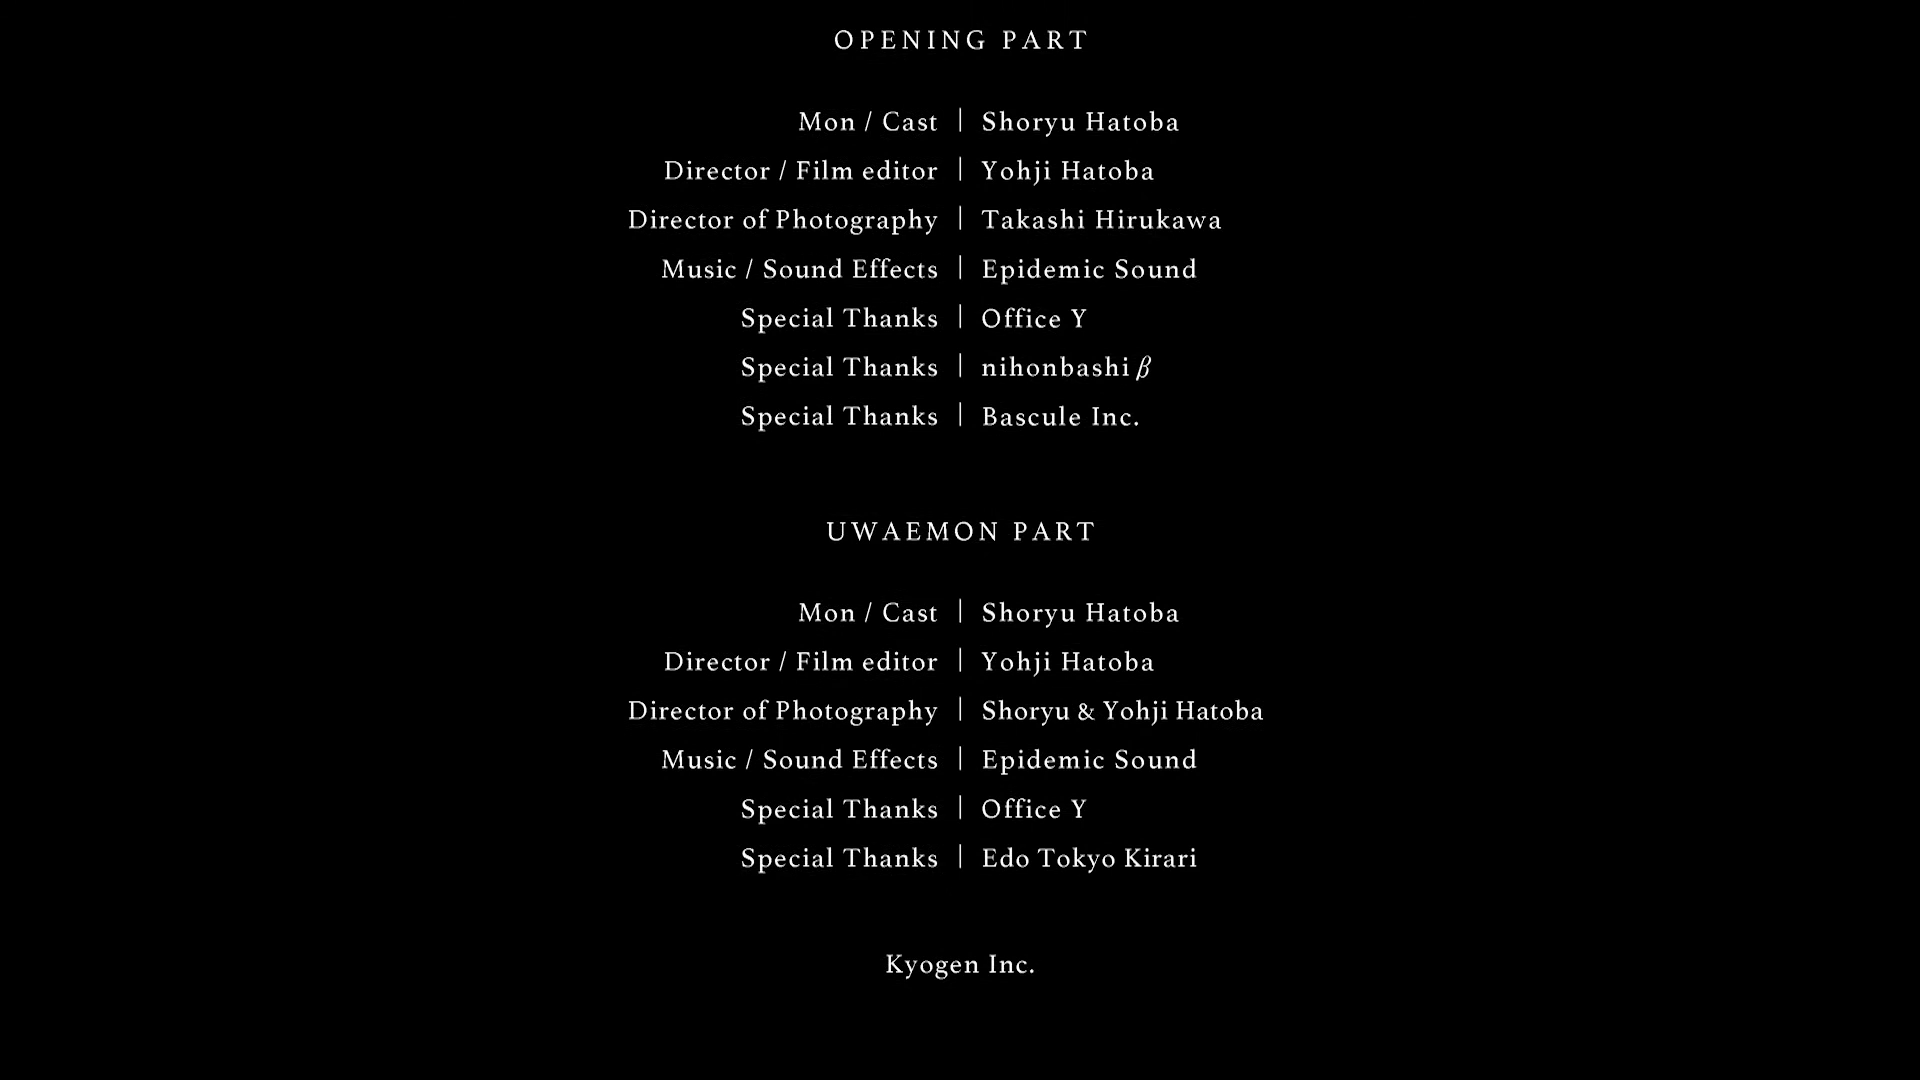 OPENING PART
Mon / Cast | Shoryu Hatoba
Director / Film editor | Yohji Hatoba
Director of Photography | Takashi Hirukawa
Music / Sound Effects | Epidemic Sound
Special Thanks | Office Y
Special Thanks | nihonbashi β
Special Thanks | Bascule Inc.
UWAEMON PART
Mon / Cast | Shoryu Hatoba
Director / Film editor | Yohji Hatoba
Director of Photography | Shoryu & Yohji Hatoba
Music / Sound Effects | Epidemic Sound
Special Thanks | Office Y
Special Thanks | Edo Tokyo Kirari
Kyogen Inc.